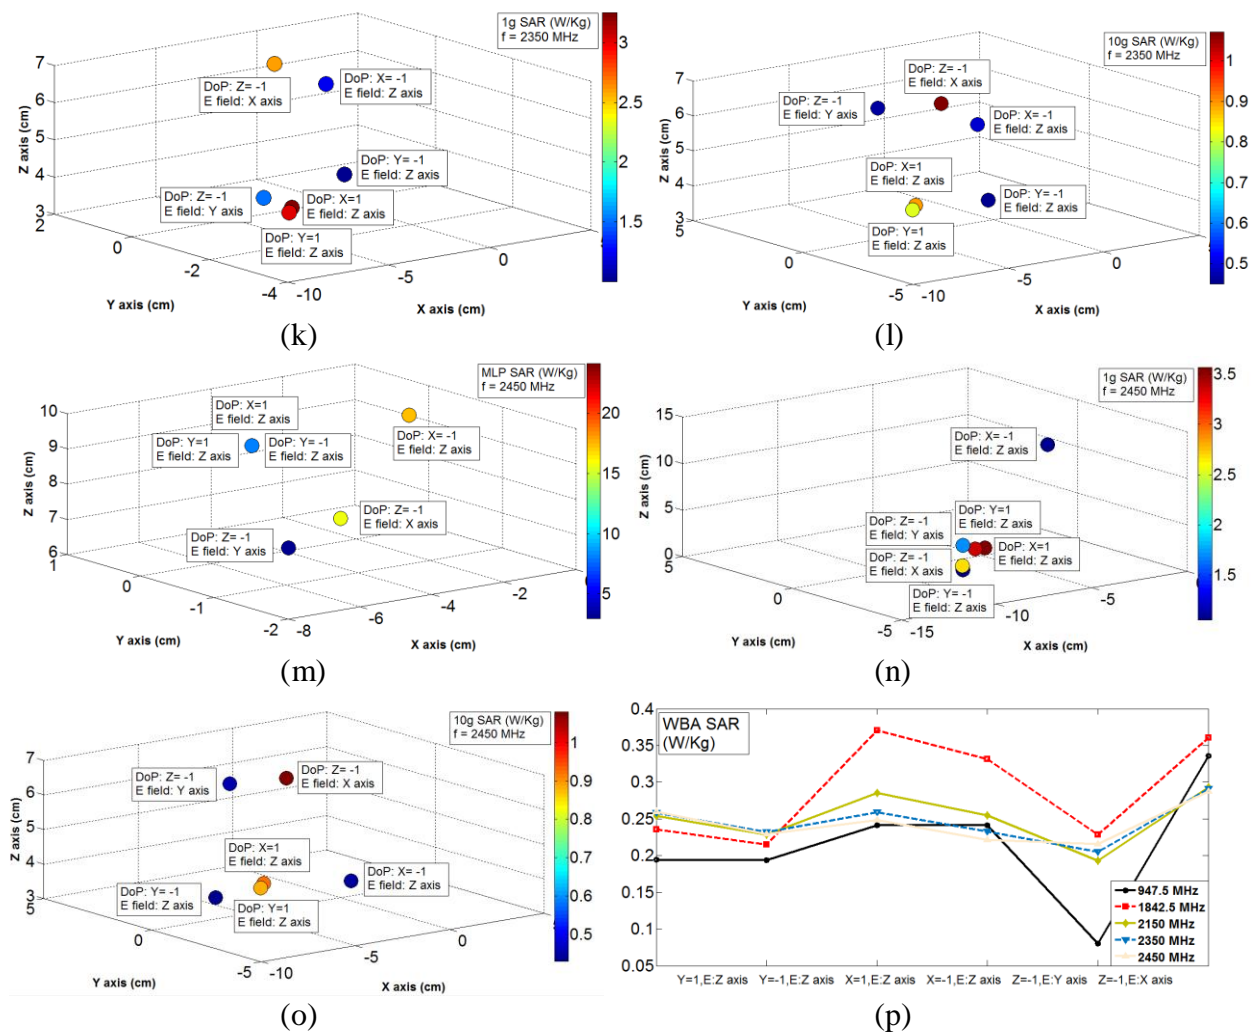 1g SAR (W/Kg)
f = 2350 MHz
DoP: Z= -1
E field: X axis
DoP: X= -1
E field: Z axis
DoP: Y= -1
E field: Z axis
DoP: Z= -1
E field: Y axis
DoP: X=1
E field: Z axis
DoP: Y=1
E field: Z axis
Z axis (cm)
7
6
5
4
3
2
0
-2
-4
-10
-5
0
Y axis (cm)
X axis (cm)
3
2.5
2
1.5
(k)
10g SAR (W/Kg)
f = 2350 MHz
DoP: Z= -1
E field: X axis
DoP: Z= -1
E field: Y axis
DoP: X= -1
E field: Z axis
DoP: X=1
E field: Z axis
DoP: Y= -1
E field: Z axis
DoP: Y=1
E field: Z axis
Z axis (cm)
7
6
5
4
3
5
0
-5
-10
-5
0
Y axis (cm)
X axis (cm)
1
0.9
0.8
0.7
0.6
0.5
(l)
MLP SAR (W/Kg)
f = 2450 MHz
DoP: X=1
E field: Z axis
DoP: Y=1
E field: Z axis
DoP: Y= -1
E field: Z axis
DoP: X= -1
E field: Z axis
DoP: Z= -1
E field: X axis
DoP: Z= -1
E field: Y axis
Z axis (cm)
10
9
8
7
6
1
0
-1
-2
-8
-6
-4
-2
Y axis (cm)
X axis (cm)
20
15
10
5
(m)
1g SAR (W/Kg)
f = 2450 MHz
DoP: X= -1
E field: Z axis
DoP: Z= -1
E field: Y axis
DoP: Y=1
E field: Z axis
DoP: Z= -1
E field: X axis
DoP: X=1
E field: Z axis
DoP: Y= -1
E field: Z axis
Z axis (cm)
15
10
5
0
5
0
-5
-15
-10
-5
Y axis (cm)
X axis (cm)
3.5
3
2.5
2
1.5
(n)
10g SAR (W/Kg)
f = 2450 MHz
DoP: Z= -1
E field: Y axis
DoP: Z= -1
E field: X axis
DoP: X=1
E field: Z axis
DoP: X= -1
E field: Z axis
DoP: Y= -1
E field: Z axis
DoP: Y=1
E field: Z axis
Z axis (cm)
7
6
5
4
3
5
0
-5
-10
-5
0
Y axis (cm)
X axis (cm)
1
0.9
0.8
0.7
0.6
0.5
(o)
WBA SAR
(W/Kg)
0.4
0.35
0.3
0.25
0.2
0.15
0.1
0.05
947.5 MHz
1842.5 MHz
2150 MHz
2350 MHz
2450 MHz
Y=1,E:Z axis Y=-1,E:Z axis X=1,E:Z axis X=-1,E:Z axis Z=-1,E:Y axis Z=-1,E:X axis
(p)